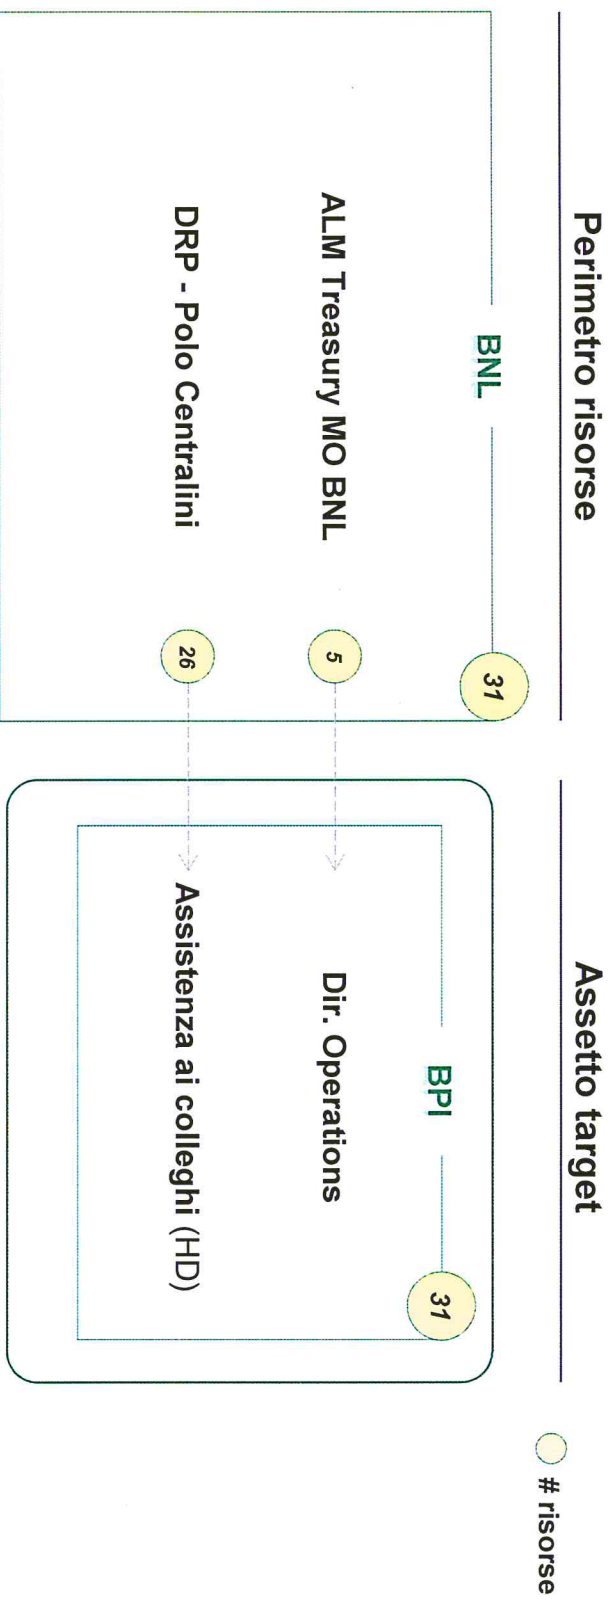 Perimetro risorse
BNL
31
ALM Treasury MO BNL
5
DRP - Polo Centralini
26
Assetto target
BPI
31
Dir. Operations
Assistenza ai colleghi (HD)
# risorse